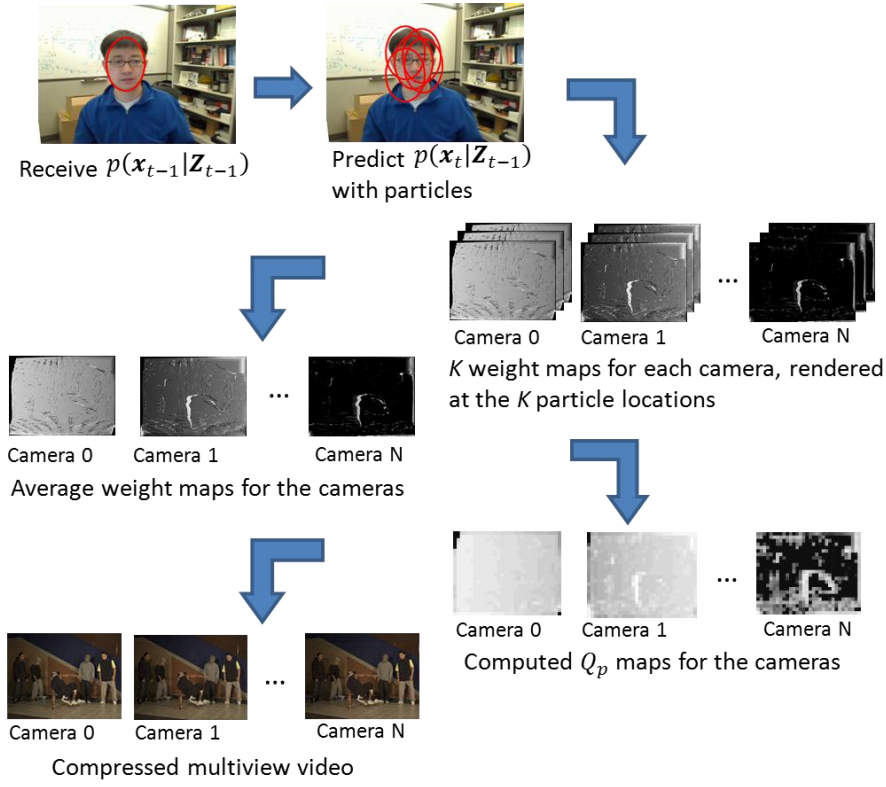 Receive p(x_{t−1}|Z_{t−1})
Predict p(x_t|Z_{t−1})
with particles
...
Camera 0 Camera 1 Camera N
K weight maps for each camera, rendered
at the K particle locations
...
Camera 0 Camera 1 Camera N
Average weight maps for the cameras
...
Camera 0 Camera 1 Camera N
Computed Q_p maps for the cameras
...
Camera 0 Camera 1 Camera N
Compressed multiview video